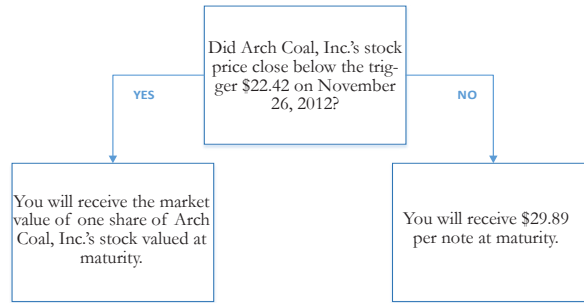 Did Arch Coal, Inc.'s stock
price close below the trig-
ger $22.42 on November
26, 2012?
YES
NO
You will receive the market
value of one share of Arch
Coal, Inc.'s stock valued at
maturity.
You will receive $29.89
per note at maturity.